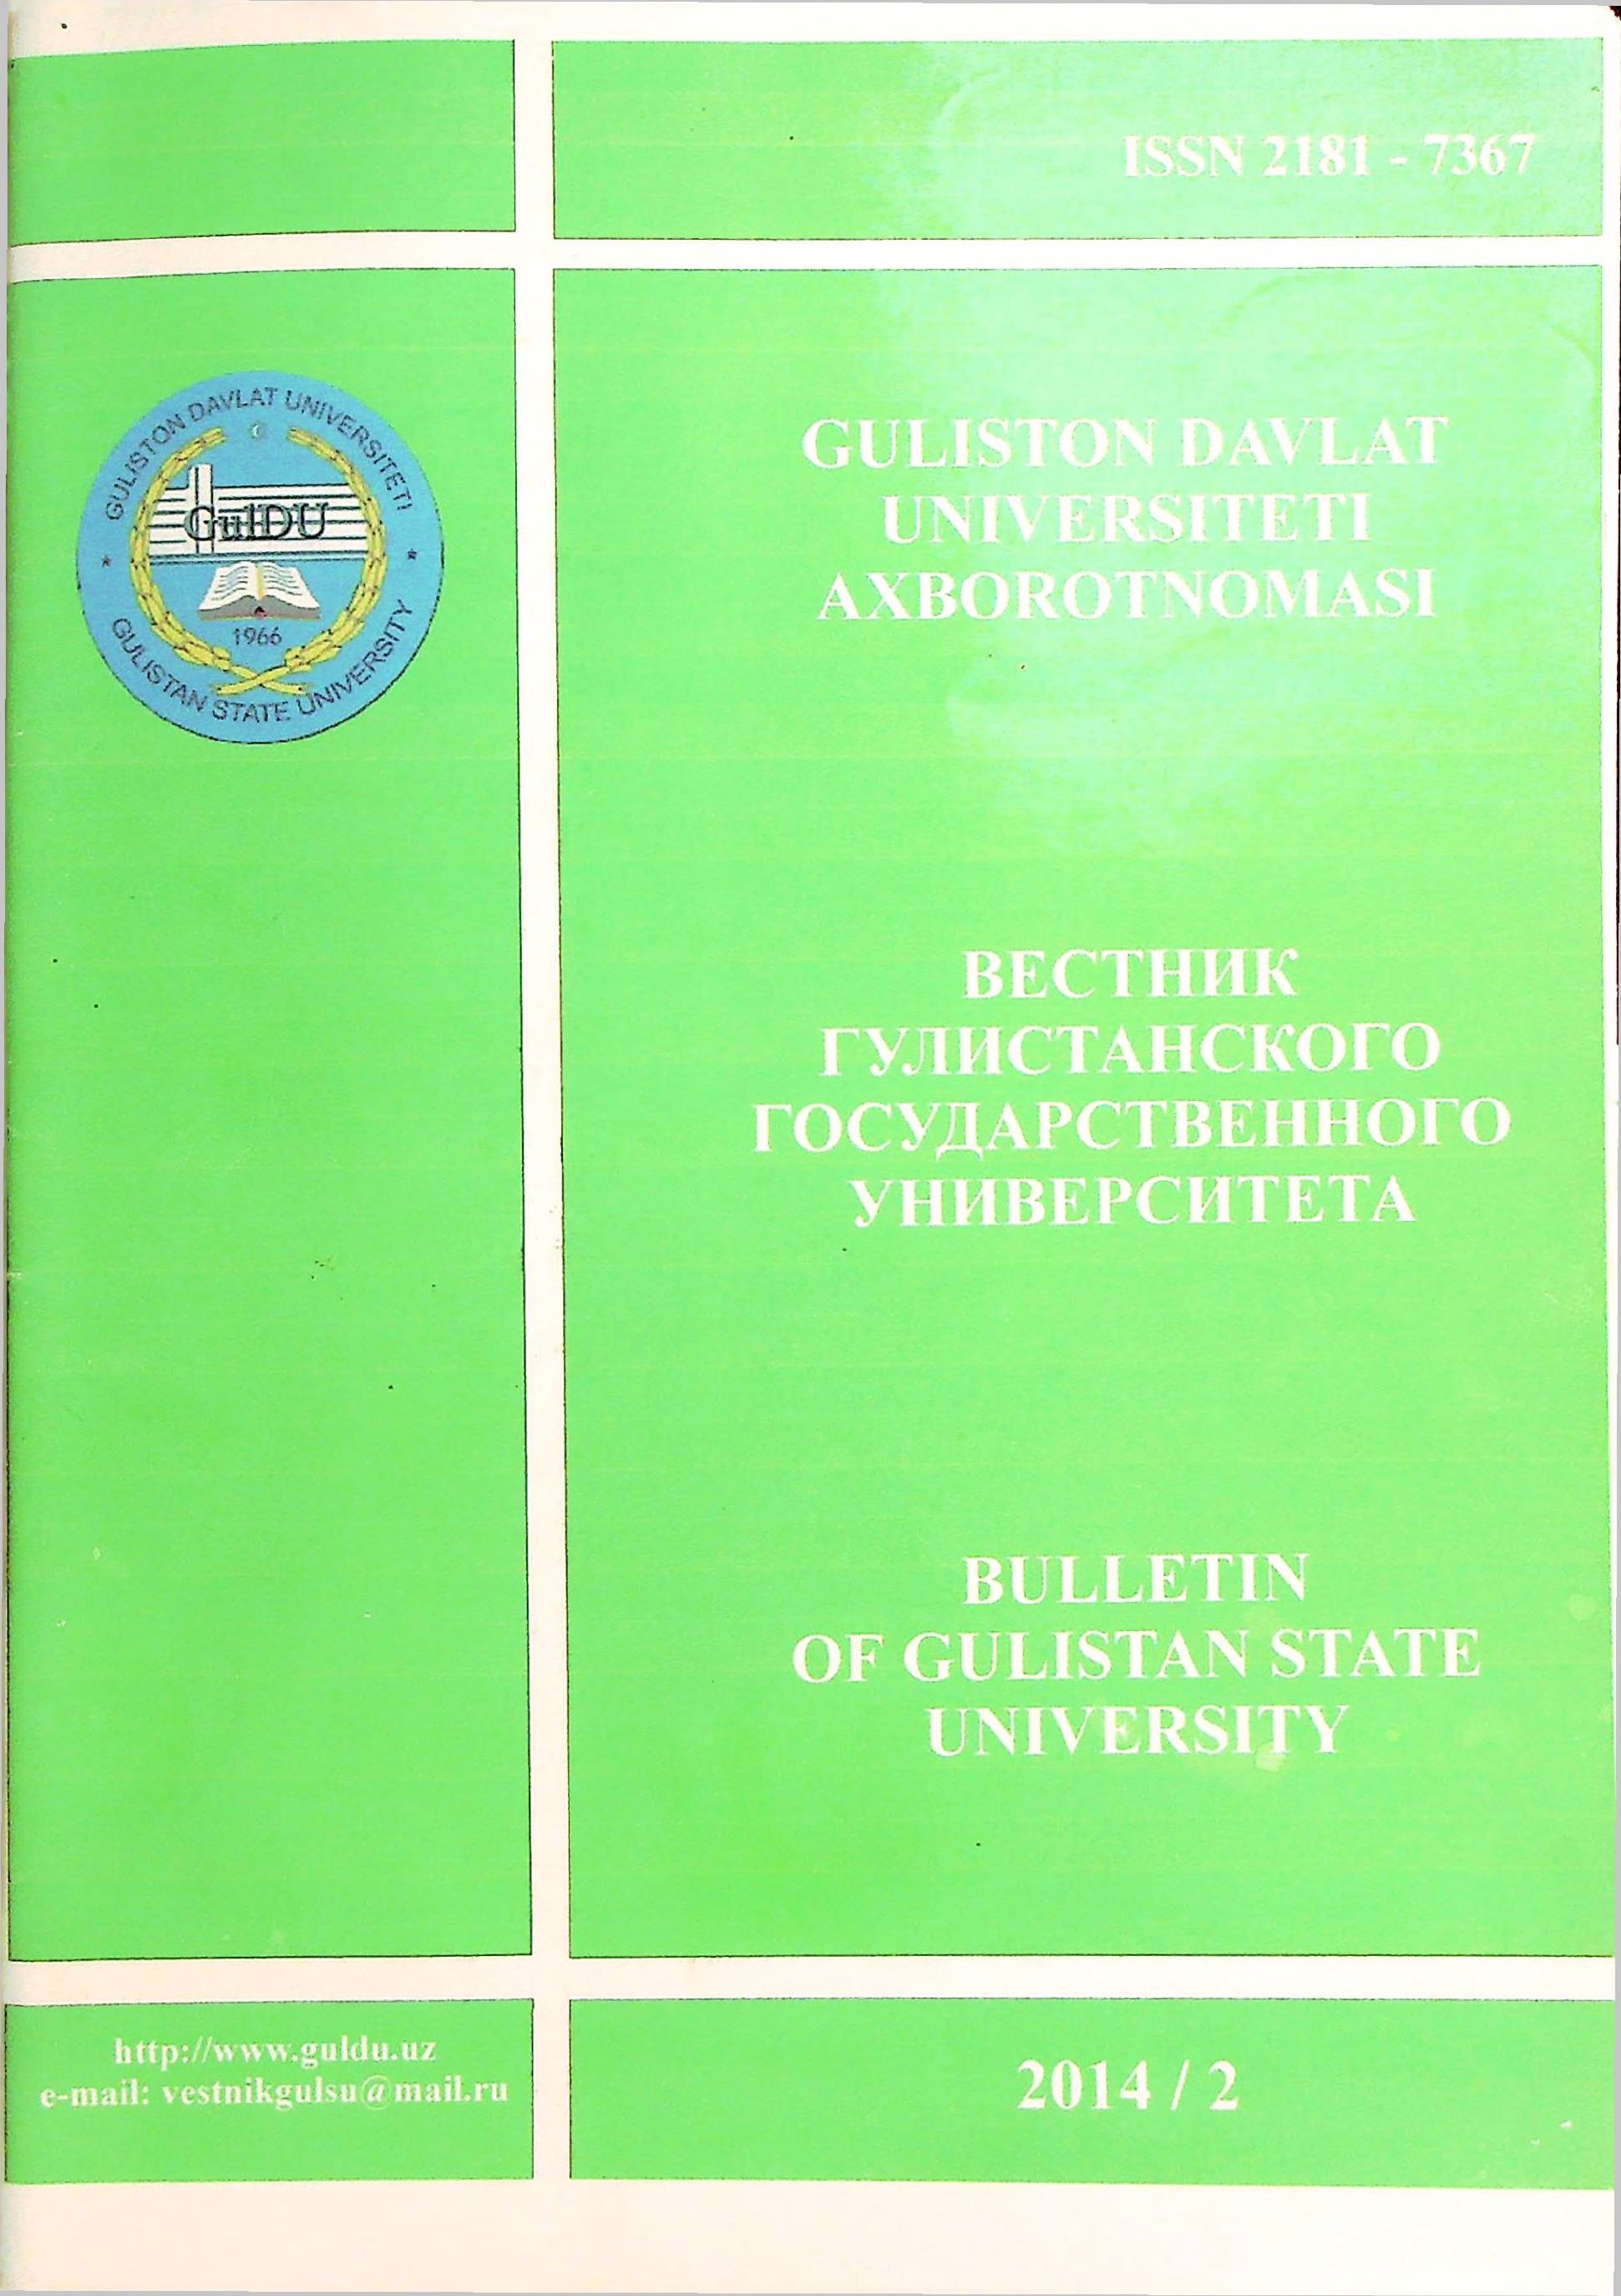 ISSN 2181 - 7367
GULISTON DAVLAT UNIVERSITETI
GulDU
1966
GULISTAN STATE UNIVERSITY
GULISTON DAVLAT
UNIVERSITETI
AXBOROTNOMASI
ВЕСТНИК
ГУЛИСТАНСКОГО
ГОСУДАРСТВЕННОГО
УНИВЕРСИТЕТА
BULLETIN
OF GULISTAN STATE
UNIVERSITY
http://www.guldu.uz
e-mail: vestnikgulsu@mail.ru
2014 / 2